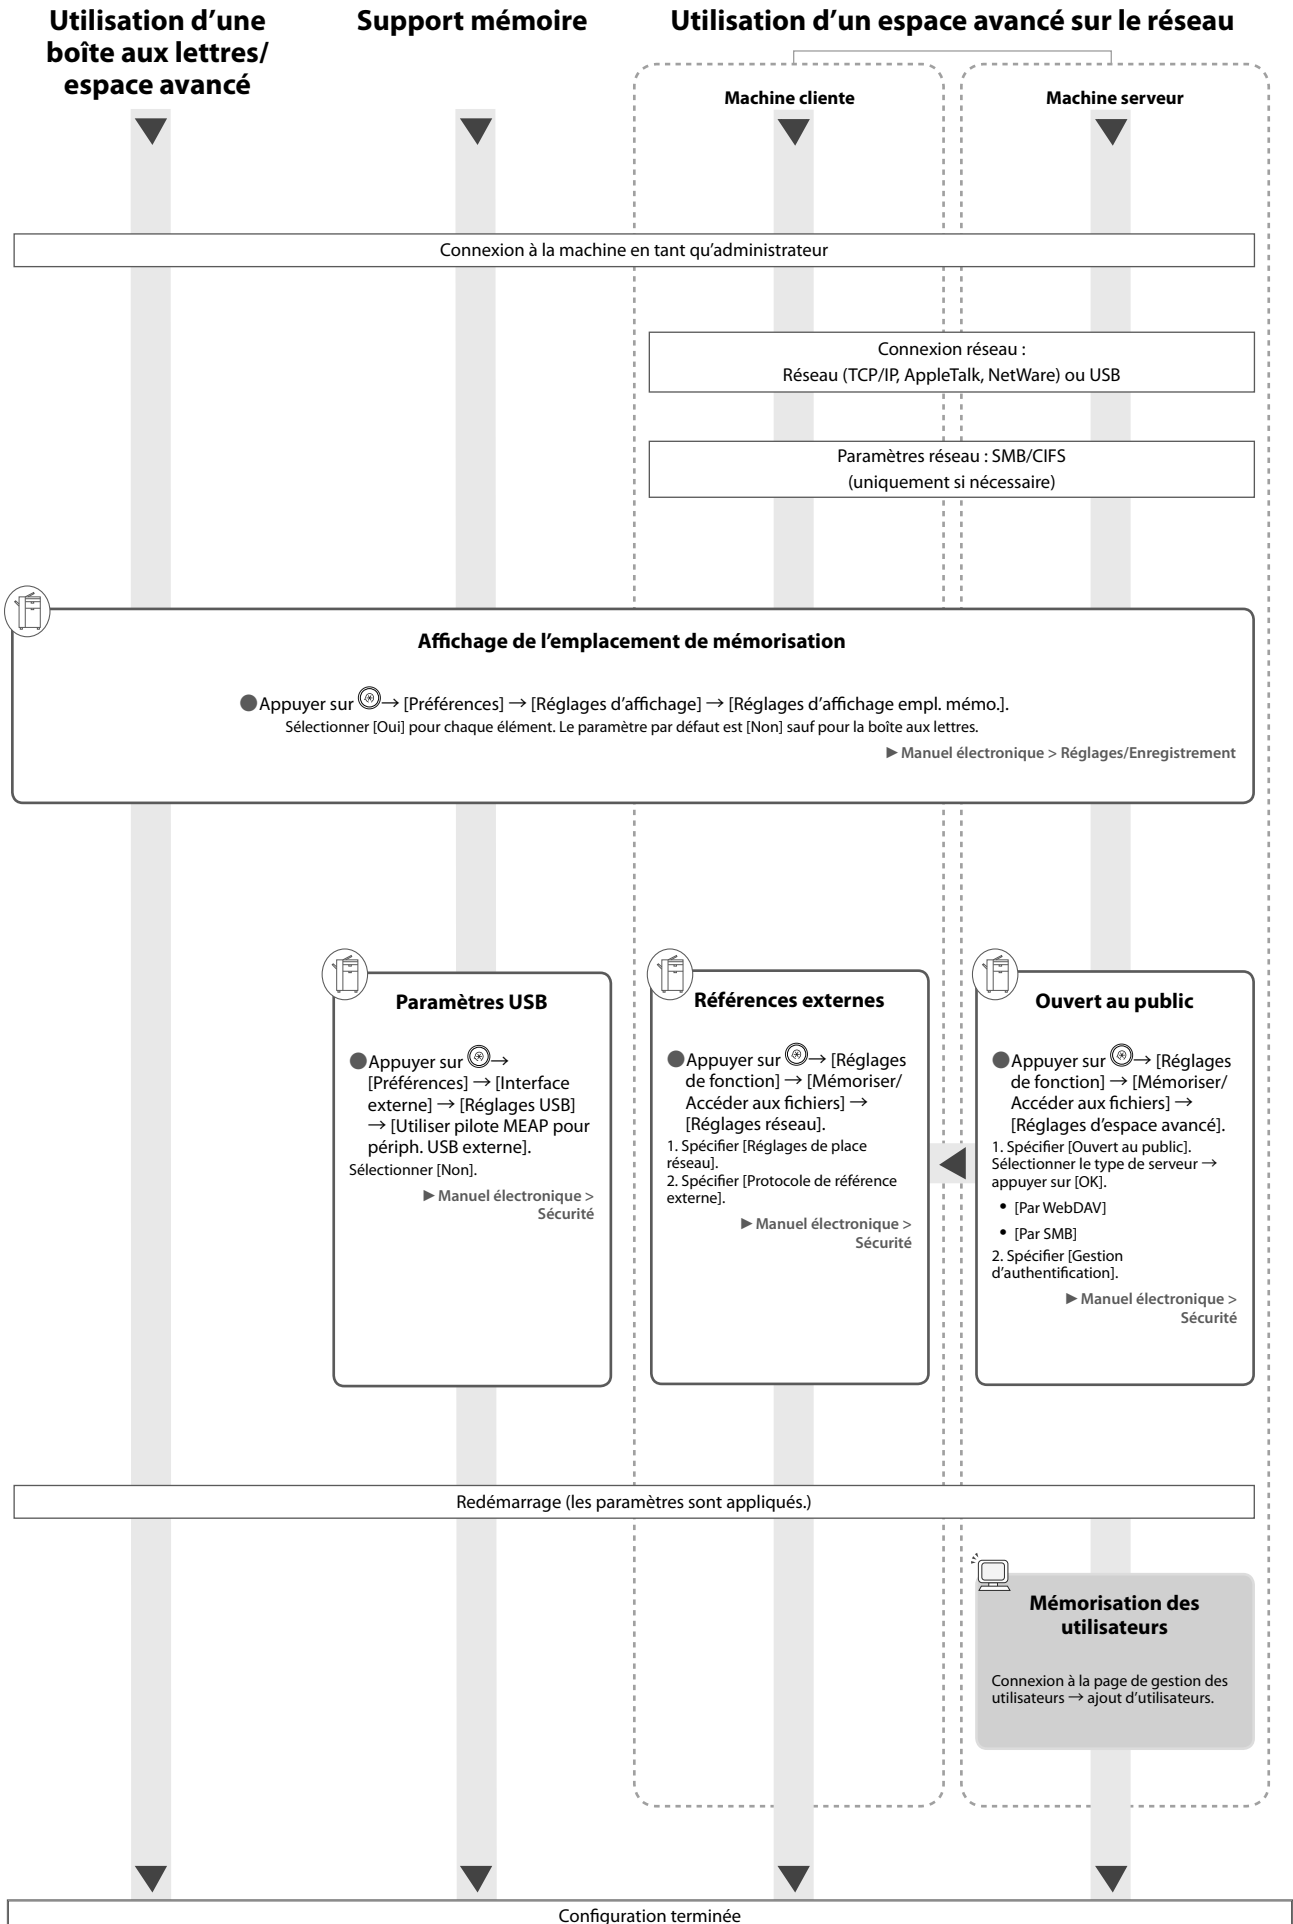 Utilisation d’une
boîte aux lettres/
espace avancé
Support mémoire
Utilisation d’un espace avancé sur le réseau
Machine cliente
Machine serveur
Connexion à la machine en tant qu’administrateur
Connexion réseau :
Réseau (TCP/IP, AppleTalk, NetWare) ou USB
Paramètres réseau : SMB/CIFS
(uniquement si nécessaire)
Affichage de l’emplacement de mémorisation
●Appuyer sur → [Préférences] → [Réglages d’affichage] → [Réglages d’affichage empl. mémo.].
Sélectionner [Oui] pour chaque élément. Le paramètre par défaut est [Non] sauf pour la boîte aux lettres.
►Manuel électronique > Réglages/Enregistrement
Paramètres USB
●Appuyer sur →
[Préférences] → [Interface
externe] → [Réglages USB]
→ [Utiliser pilote MEAP pour
périph. USB externe].
Sélectionner [Non].
►Manuel électronique >
Sécurité
Références externes
●Appuyer sur → [Réglages
de fonction] → [Mémoriser/
Accéder aux fichiers] →
[Réglages réseau].
1. Spécifier [Réglages de place
réseau].
2. Spécifier [Protocole de référence
externe].
►Manuel électronique >
Sécurité
Ouvert au public
●Appuyer sur → [Réglages
de fonction] → [Mémoriser/
Accéder aux fichiers] →
[Réglages d’espace avancé].
1. Spécifier [Ouvert au public].
Sélectionner le type de serveur →
appuyer sur [OK].
• [Par WebDAV]
• [Par SMB]
2. Spécifier [Gestion
d’authentification].
►Manuel électronique >
Sécurité
Redémarrage (les paramètres sont appliqués.)
Mémorisation des
utilisateurs
Connexion à la page de gestion des
utilisateurs → ajout d’utilisateurs.
Configuration terminée